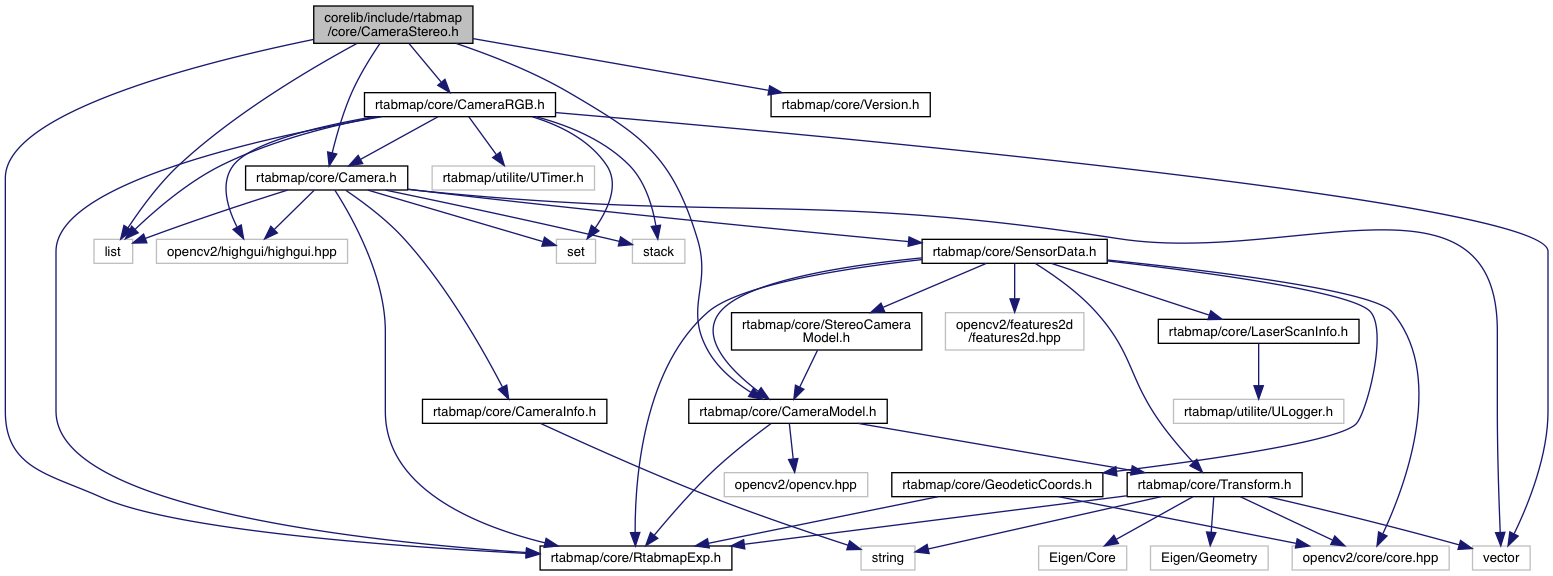 corelib/include/rtabmap
/core/CameraStereo.h
rtabmap/core/CameraRGB.h
rtabmap/core/Version.h
rtabmap/core/Camera.h
rtabmap/utilite/UTimer.h
list
opencv2/highgui/highgui.hpp
set
stack
rtabmap/core/SensorData.h
rtabmap/core/StereoCamera
Model.h
opencv2/features2d
/features2d.hpp
rtabmap/core/LaserScanInfo.h
rtabmap/core/CameraInfo.h
rtabmap/core/CameraModel.h
rtabmap/utilite/ULogger.h
opencv2/opencv.hpp
rtabmap/core/GeodeticCoords.h
rtabmap/core/Transform.h
rtabmap/core/RtabmapExp.h
string
Eigen/Core
Eigen/Geometry
opencv2/core/core.hpp
vector